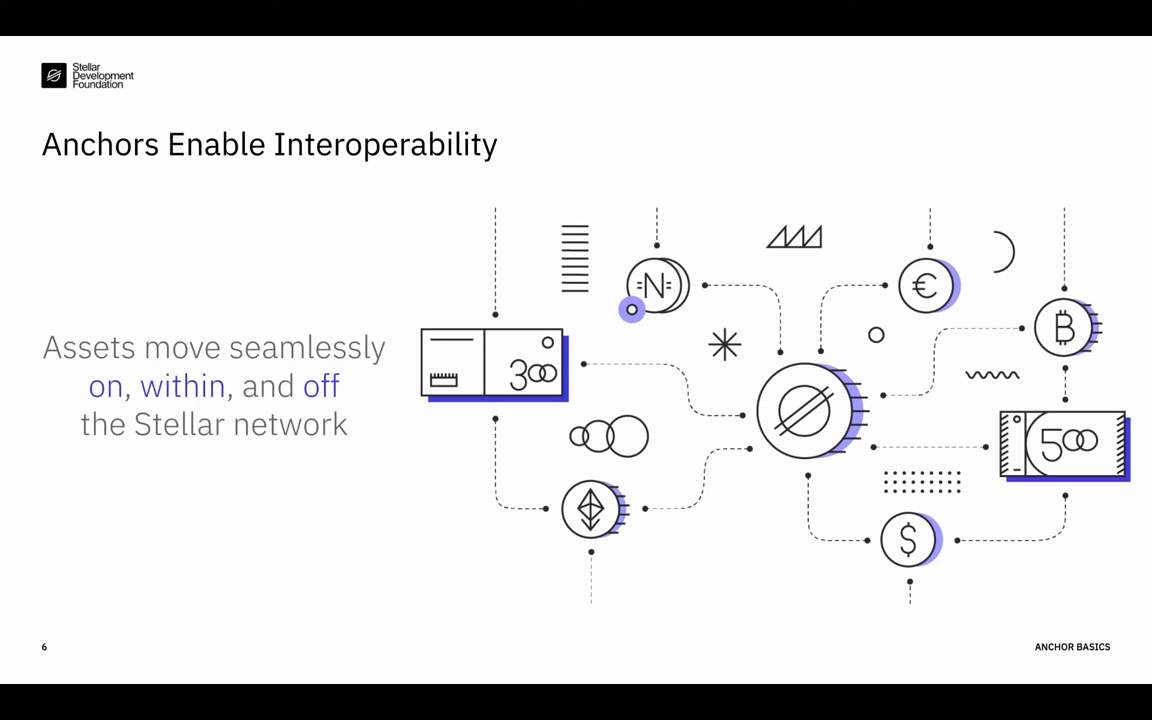 Stellar
Development
Foundation
Anchors Enable Interoperability
Assets move seamlessly
on, within, and off
the Stellar network
N
€
B
300
500
$
6
ANCHOR BASICS